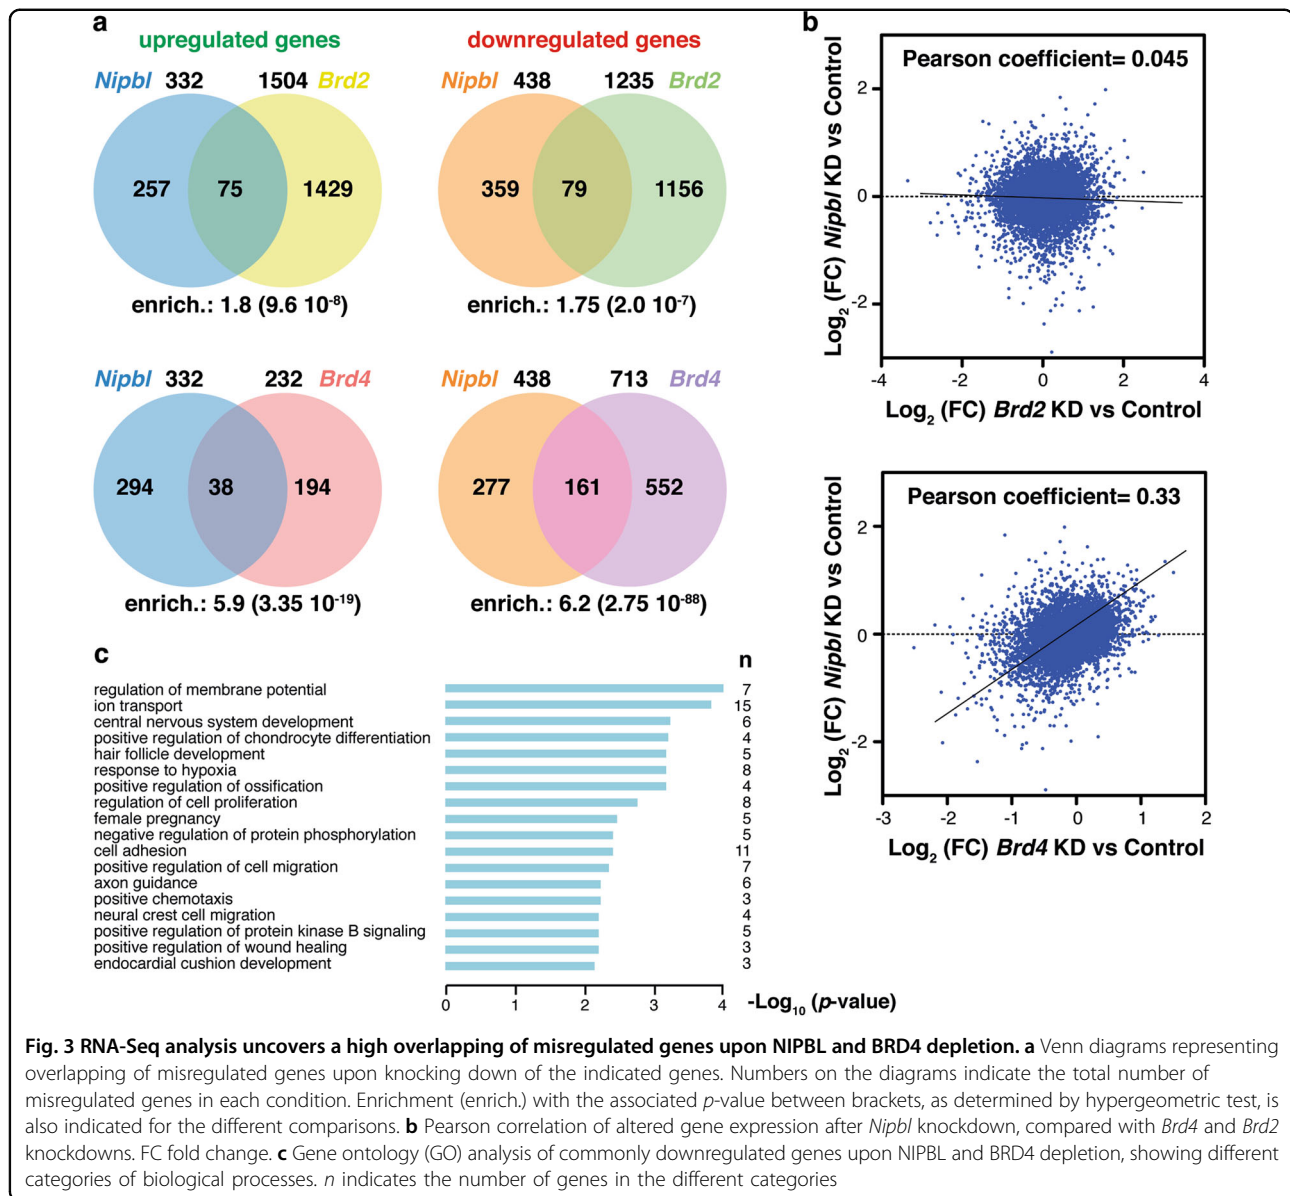 a
upregulated genes
downregulated genes
Nipbl 332 1504 Brd2
257 75 1429
enrich.: 1.8 (9.6 10⁻⁸)
Nipbl 438 1235 Brd2
359 79 1156
enrich.: 1.75 (2.0 10⁻⁷)
Nipbl 332 232 Brd4
294 38 194
enrich.: 5.9 (3.35 10⁻¹⁹)
Nipbl 438 713 Brd4
277 161 552
enrich.: 6.2 (2.75 10⁻⁸⁸)
b
Pearson coefficient= 0.045
Log₂ (FC) Nipbl KD vs Control
2
0
-2
-4 -2 0 2 4
Log₂ (FC) Brd2 KD vs Control
Pearson coefficient= 0.33
Log₂ (FC) Nipbl KD vs Control
2
0
-2
-3 -2 -1 0 1 2
Log₂ (FC) Brd4 KD vs Control
c
n
regulation of membrane potential 7
ion transport 15
central nervous system development 6
positive regulation of chondrocyte differentiation 4
hair follicle development 5
response to hypoxia 8
positive regulation of ossification 4
regulation of cell proliferation 8
female pregnancy 5
negative regulation of protein phosphorylation 5
cell adhesion 11
positive regulation of cell migration 7
axon guidance 6
positive chemotaxis 3
neural crest cell migration 4
positive regulation of protein kinase B signaling 5
positive regulation of wound healing 3
endocardial cushion development 3
0 1 2 3 4
-Log₁₀ (p-value)
Fig. 3 RNA-Seq analysis uncovers a high overlapping of misregulated genes upon NIPBL and BRD4 depletion. a Venn diagrams representing
overlapping of misregulated genes upon knocking down of the indicated genes. Numbers on the diagrams indicate the total number of
misregulated genes in each condition. Enrichment (enrich.) with the associated p-value between brackets, as determined by hypergeometric test, is
also indicated for the different comparisons. b Pearson correlation of altered gene expression after Nipbl knockdown, compared with Brd4 and Brd2
knockdowns. FC fold change. c Gene ontology (GO) analysis of commonly downregulated genes upon NIPBL and BRD4 depletion, showing different
categories of biological processes. n indicates the number of genes in the different categories